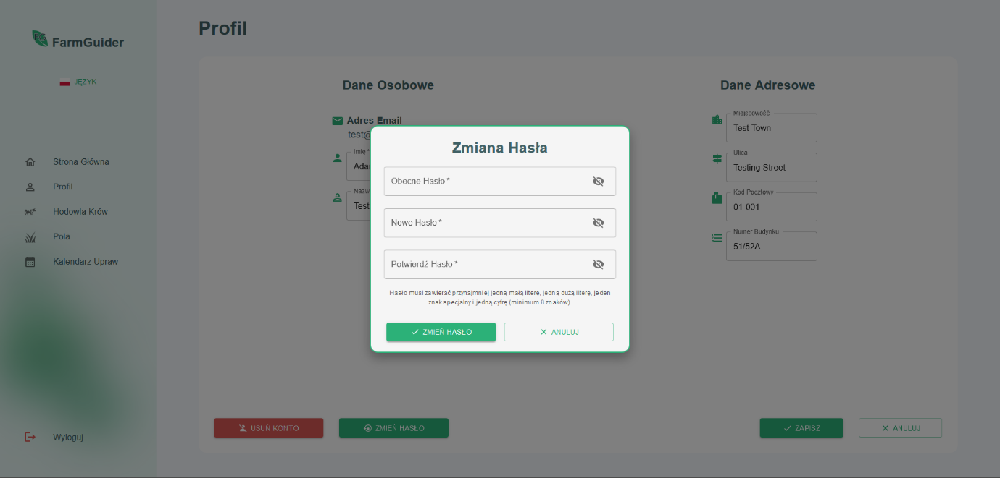 FarmGuider
JĘZYK
Strona Główna
Profil
Hodowla Krów
Pola
Kalendarz Upraw
Wyloguj
Profil
Dane Osobowe
Adres Email
test@
Imię *
Ada
Nazw
Test
Dane Adresowe
Miejscowość
Test Town
Ulica
Testing Street
Kod Pocztowy
01-001
Numer Budynku
51/52A
Zmiana Hasła
Obecne Hasło *
Nowe Hasło *
Potwierdź Hasło *
Hasło musi zawierać przynajmniej jedną małą literę, jedną dużą literę, jeden
znak specjalny i jedną cyfrę (minimum 8 znaków).
ZMIEŃ HASŁO
ANULUJ
USUŃ KONTO
ZMIEŃ HASŁO
ZAPISZ
ANULUJ